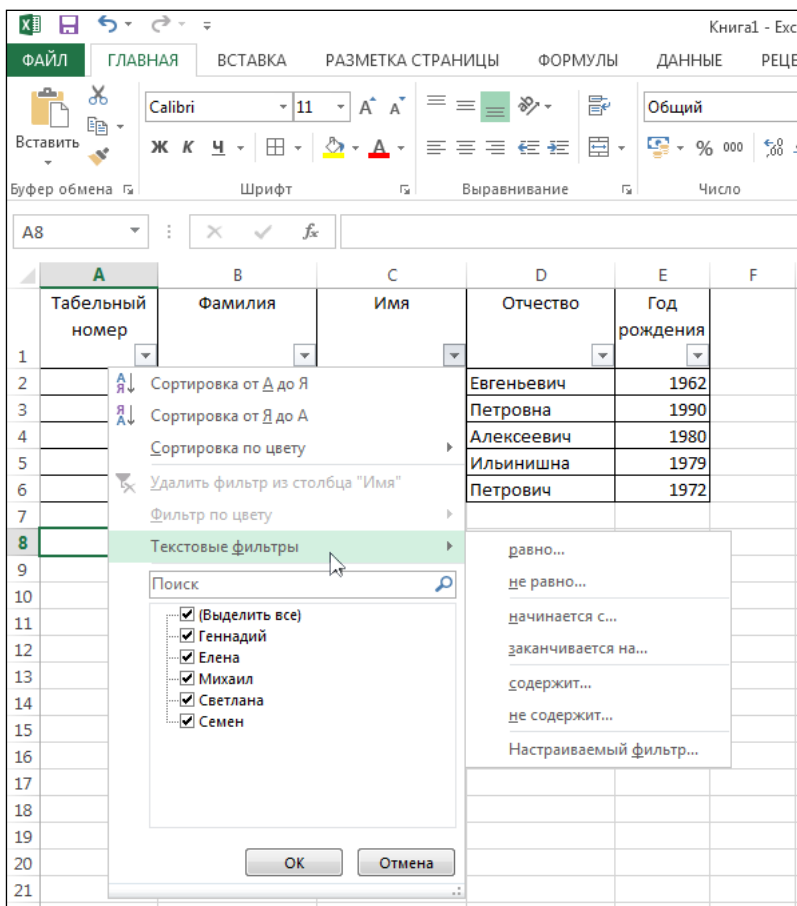 Книга1 - Exc
ФАЙЛ ГЛАВНАЯ ВСТАВКА РАЗМЕТКА СТРАНИЦЫ ФОРМУЛЫ ДАННЫЕ РЕЦЕ
Вставить
Calibri 11
Общий
Ж К Ч А % 000
Буфер обмена Шрифт Выравнивание Число
A8 fx
A B C D E F
Табельный номер Фамилия Имя Отчество Год рождения
1
2 Евгеньевич 1962
3 Петровна 1990
4 Алексеевич 1980
5 Ильинишна 1979
6 Петрович 1972
7
8
9
10
11
12
13
14
15
16
17
18
19
20
21
Сортировка от А до Я
Сортировка от Я до А
Сортировка по цвету
Удалить фильтр из столбца "Имя"
Фильтр по цвету
Текстовые фильтры
Поиск
(Выделить все)
Геннадий
Елена
Михаил
Светлана
Семен
ОК Отмена
равно...
не равно...
начинается с...
заканчивается на...
содержит...
не содержит...
Настраиваемый фильтр...